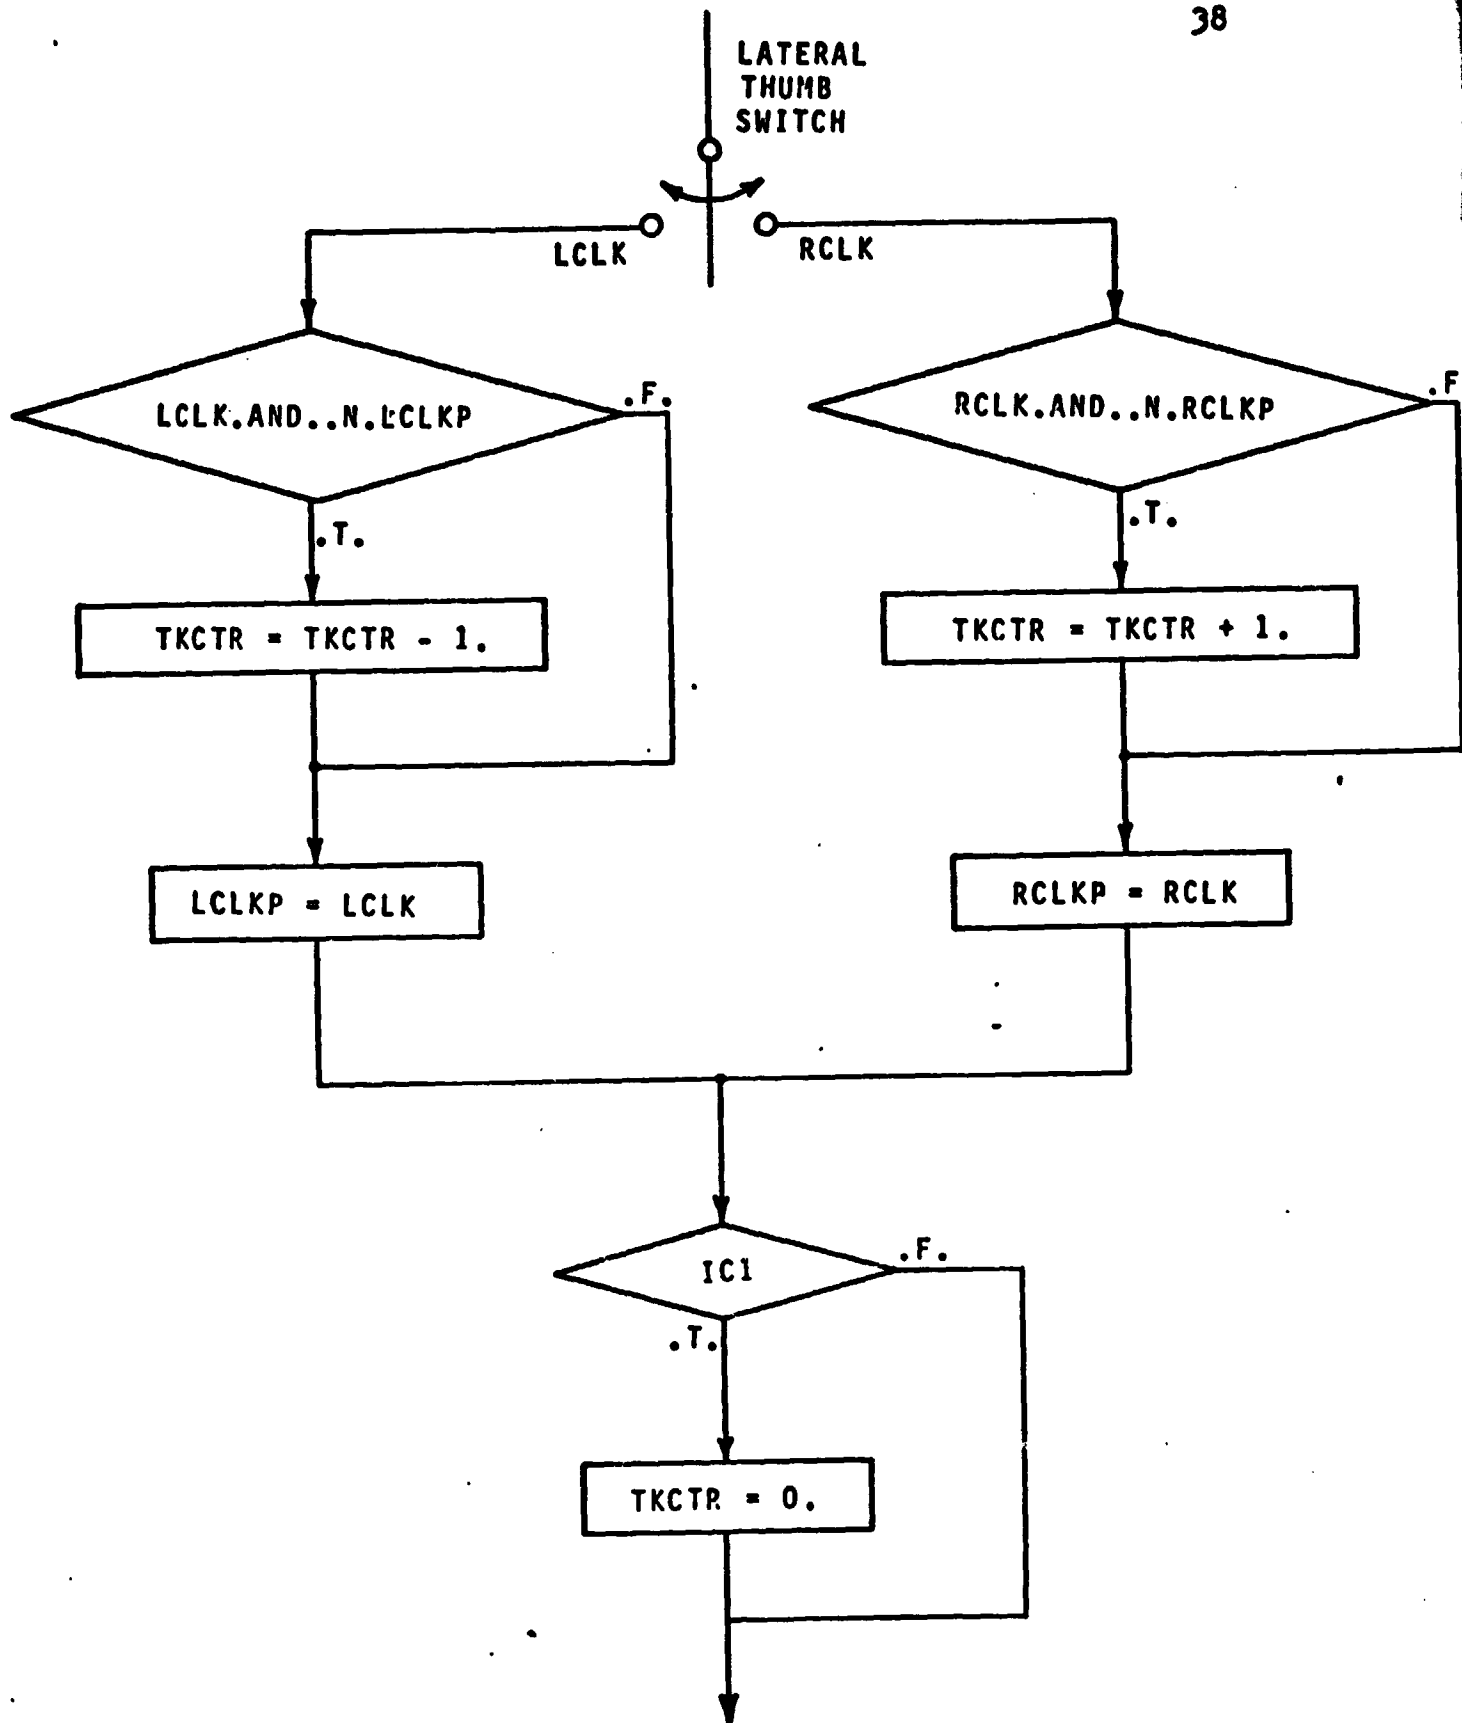 38
LATERAL
THUMB
SWITCH
LCLK
RCLK
LCLK.AND..N.LCLKP
.F.
RCLK.AND..N.RCLKP
.F
.T.
.T.
TKCTR = TKCTR - 1.
TKCTR = TKCTR + 1.
LCLKP = LCLK
RCLKP = RCLK
IC1
.F.
.T.
TKCTR = 0.